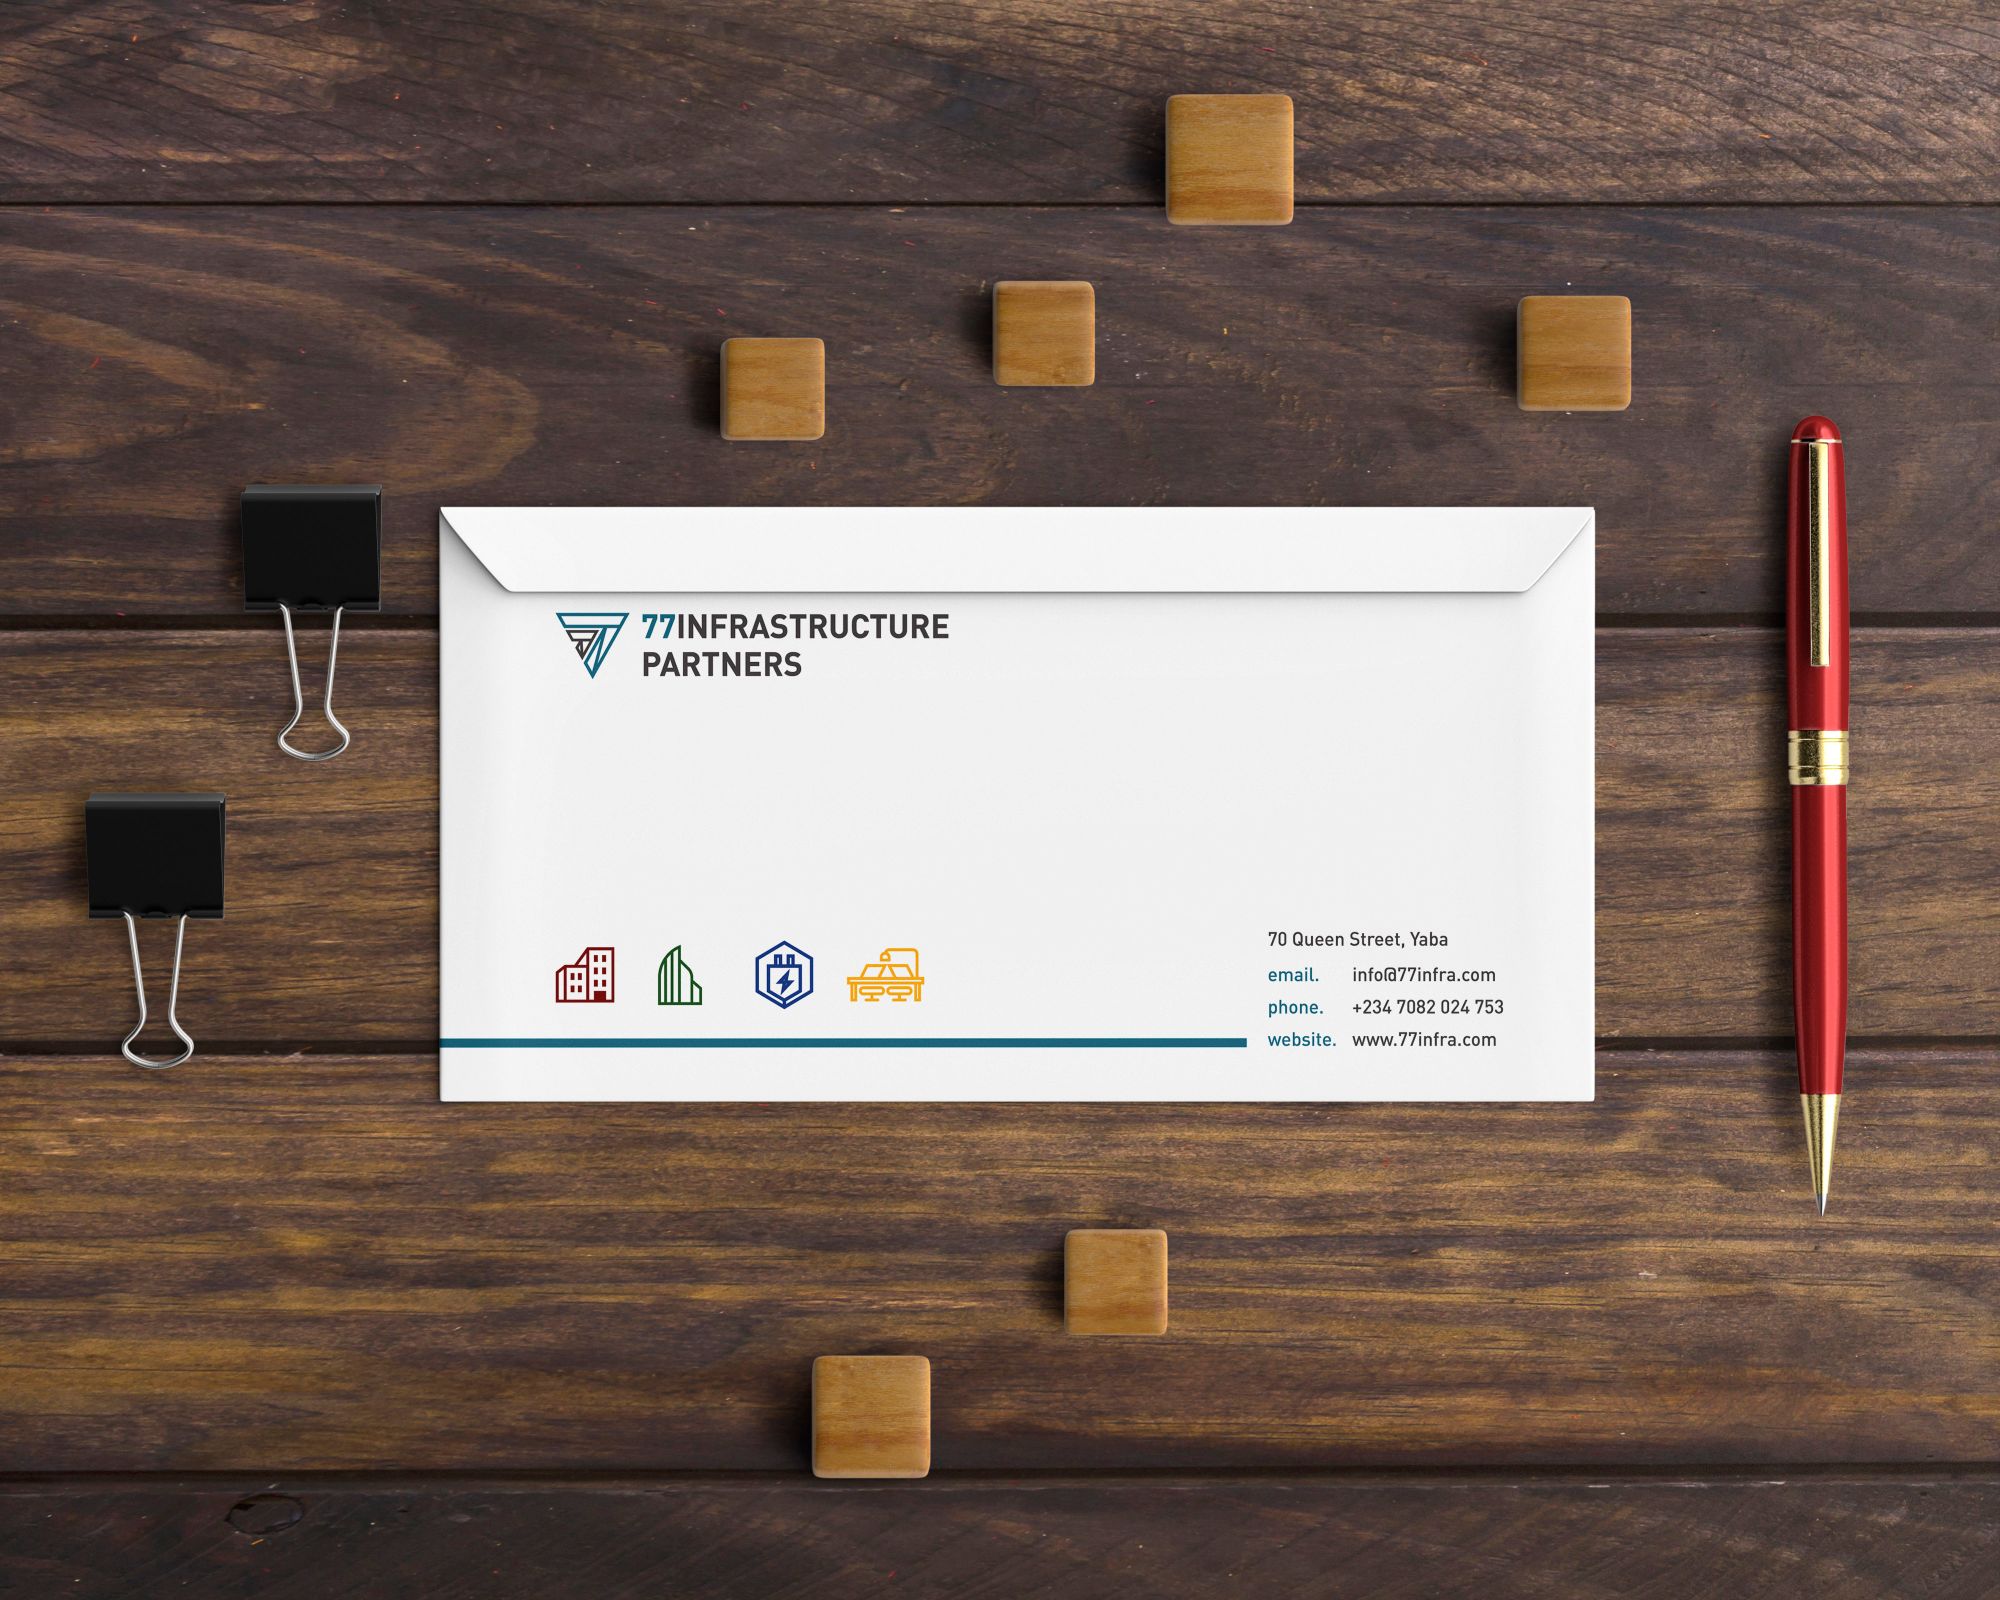 77INFRASTRUCTURE
PARTNERS
70 Queen Street, Yaba
email. info@77infra.com
phone. +234 7082 024 753
website. www.77infra.com